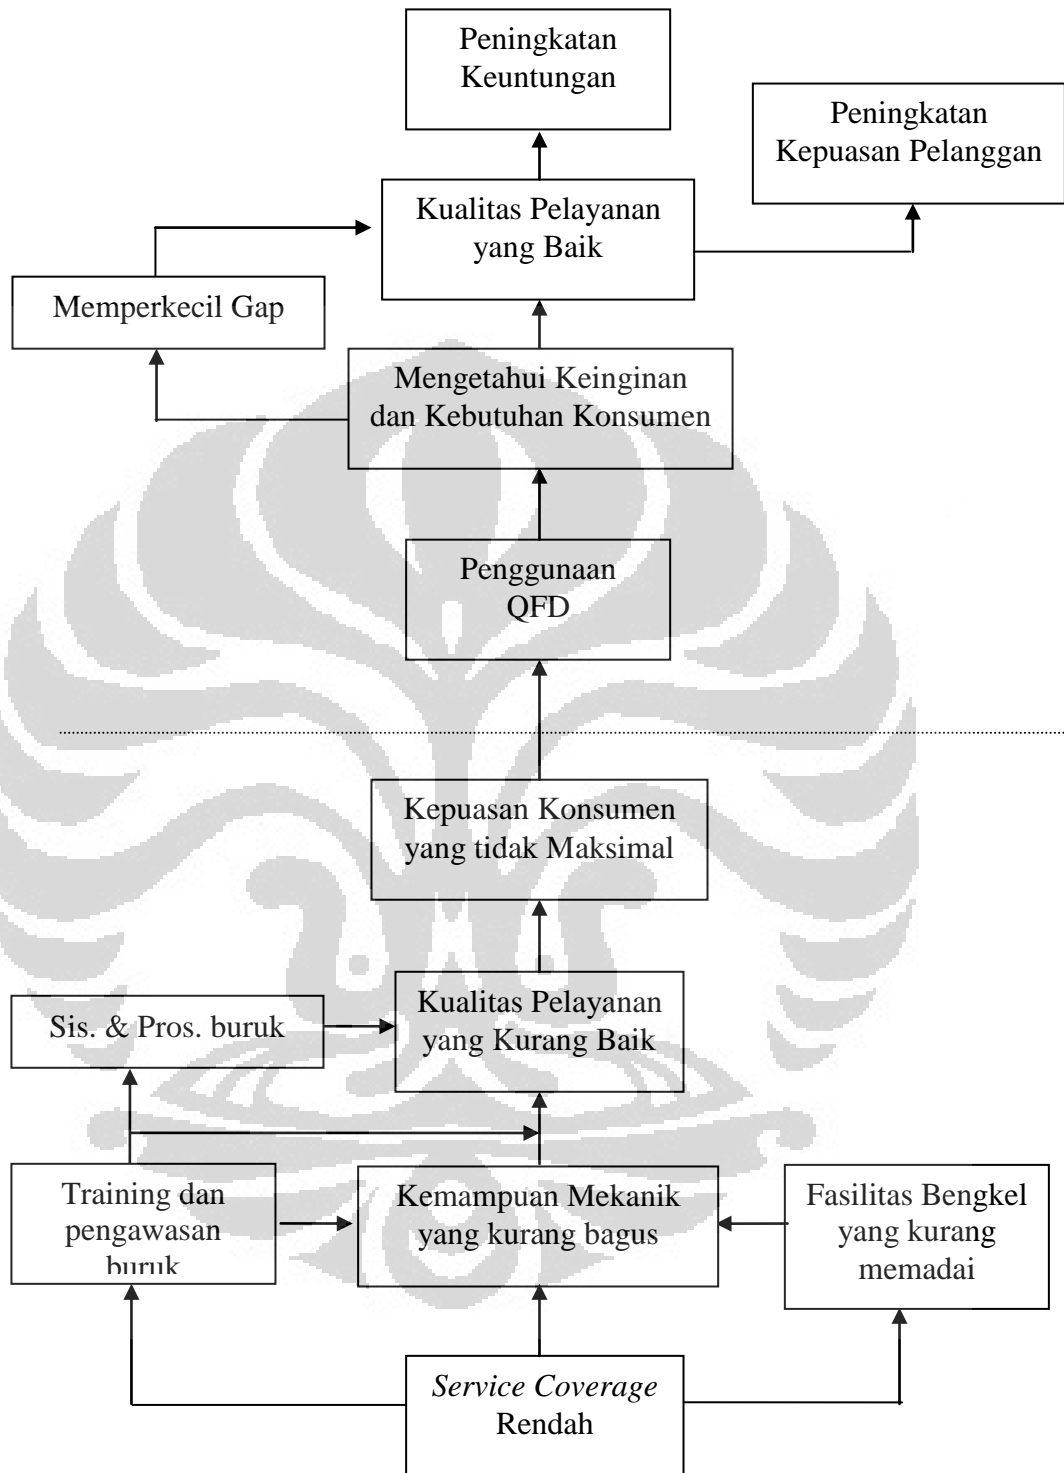 Peningkatan
Keuntungan
Peningkatan
Kepuasan Pelanggan
Kualitas Pelayanan
yang Baik
Memperkecil Gap
Mengetahui Keinginan
dan Kebutuhan Konsumen
Penggunaan
QFD
Kepuasan Konsumen
yang tidak Maksimal
Kualitas Pelayanan
yang Kurang Baik
Sis. & Pros. buruk
Training dan
pengawasan
buruk
Kemampuan Mekanik
yang kurang bagus
Fasilitas Bengkel
yang kurang
memadai
Service Coverage
Rendah